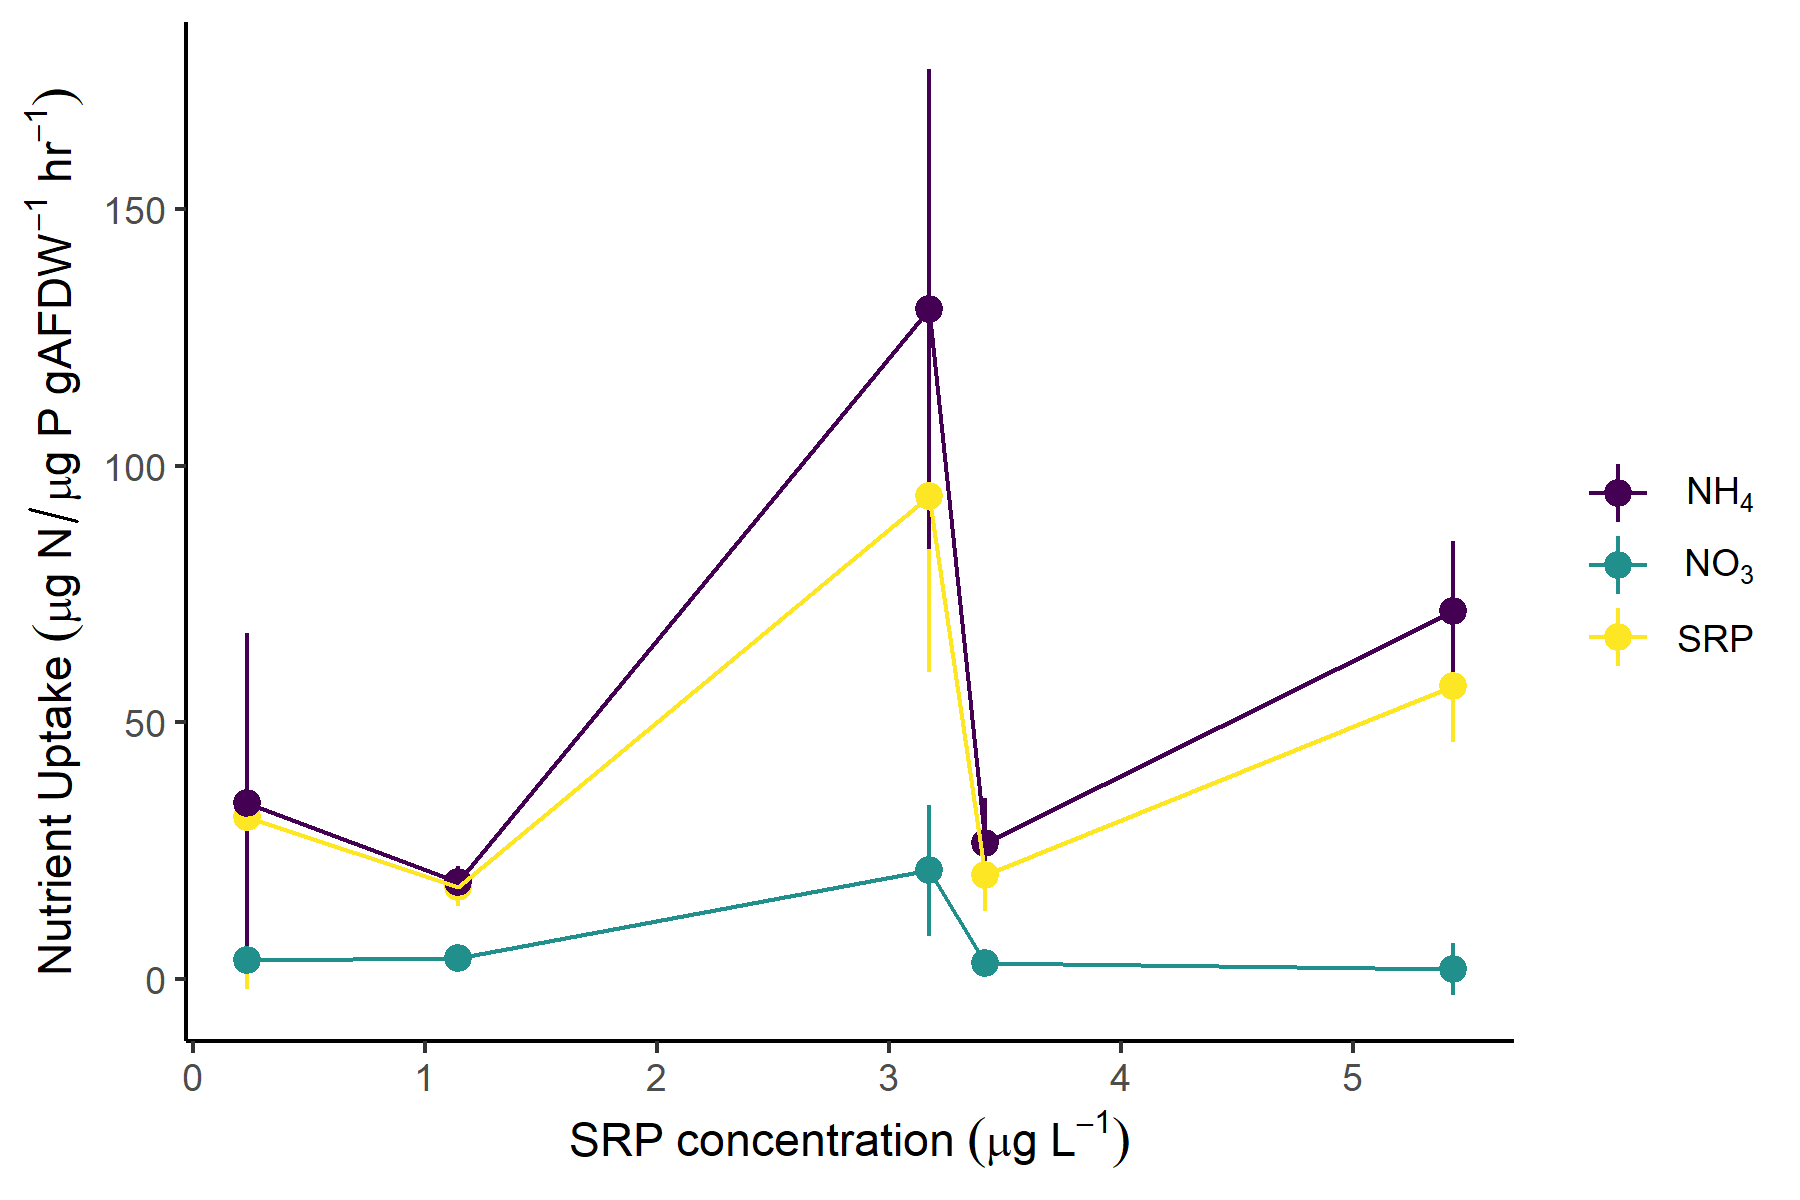 Nutrient Uptake (μg N/μg P gAFDW⁻¹ hr⁻¹)
150
100
50
0
0 1 2 3 4 5
SRP concentration (μg L⁻¹)
NH₄
NO₃
SRP